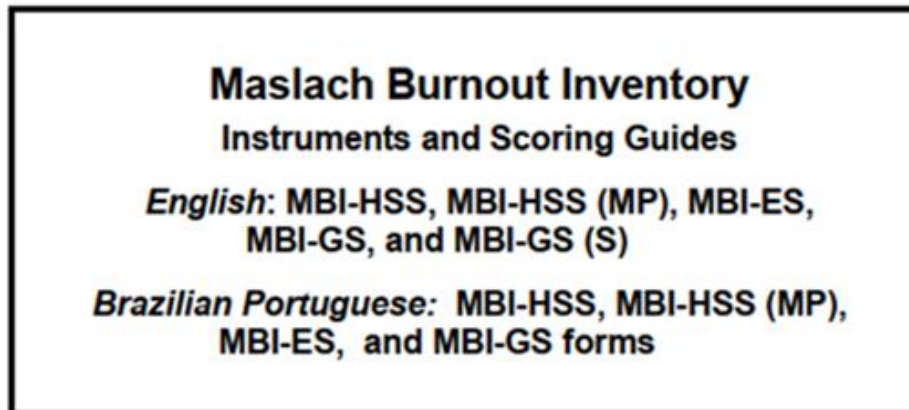 Maslach Burnout Inventory
Instruments and Scoring Guides
English: MBI-HSS, MBI-HSS (MP), MBI-ES,
MBI-GS, and MBI-GS (S)
Brazilian Portuguese: MBI-HSS, MBI-HSS (MP),
MBI-ES, and MBI-GS forms